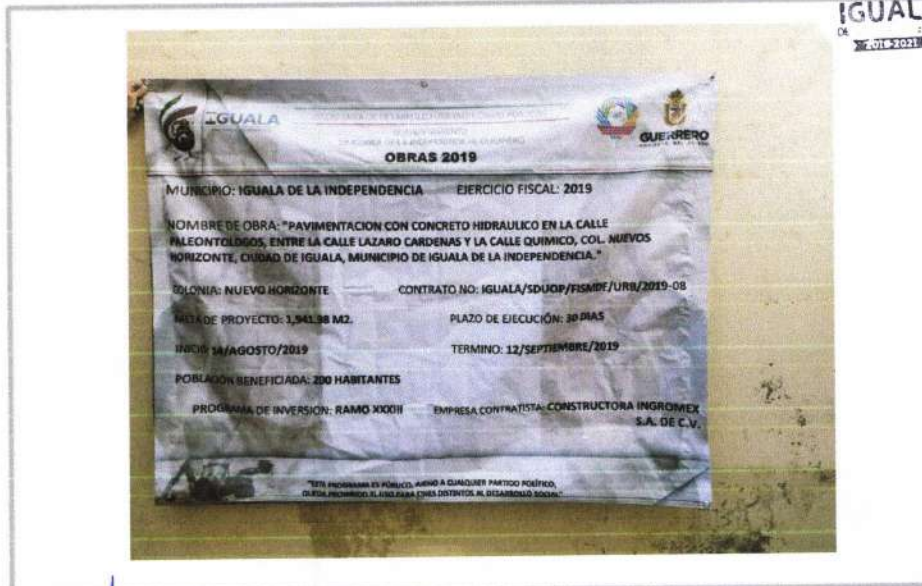 IGUAL
2018-2021
IGUALA
GUERRERO
OBRAS 2019
MUNICIPIO: IGUALA DE LA INDEPENDENCIA EJERCICIO FISCAL: 2019
NOMBRE DE OBRA: "PAVIMENTACION CON CONCRETO HIDRAULICO EN LA CALLE
PALEONTOLOGOS, ENTRE LA CALLE LAZARO CARDENAS Y LA CALLE QUIMICO, COL. NUEVOS
HORIZONTE, CIUDAD DE IGUALA, MUNICIPIO DE IGUALA DE LA INDEPENDENCIA."
COLONIA: NUEVO HORIZONTE CONTRATO NO: IGUALA/SDUOP/FISMDF/URB/2019-08
META DE PROYECTO: 1,941.98 M2. PLAZO DE EJECUCIÓN: 30 DIAS
INICIO: 14/AGOSTO/2019 TERMINO: 12/SEPTIEMBRE/2019
POBLACIÓN BENEFICIADA: 200 HABITANTES
PROGRAMA DE INVERSION: RAMO XXXIII EMPRESA CONTRATISTA: CONSTRUCTORA INGROMEX
S.A. DE C.V.
"ESTE PROGRAMA ES PÚBLICO, AJENO A CUALQUIER PARTIDO POLÍTICO,
QUEDA PROHIBIDO EL USO PARA FINES DISTINTOS AL DESARROLLO SOCIAL"